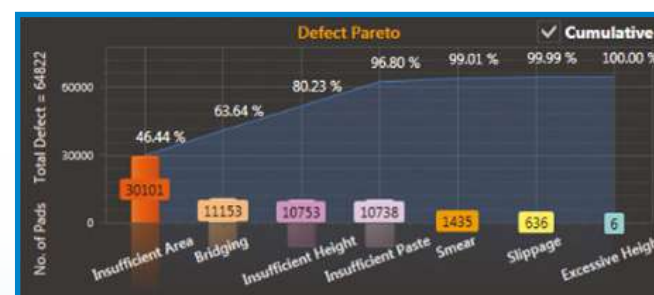 Defect Pareto
Cumulative
No. of Pads Total Defect = 64822
60000
30000
0
46.44 %
63.64 %
80.23 %
96.80 %
99.01 %
99.99 %
100.00 %
30101
11153
10753
10738
1435
636
6
Insufficient Area
Bridging
Insufficient Height
Insufficient Paste
Smear
Slippage
Excessive Heigh